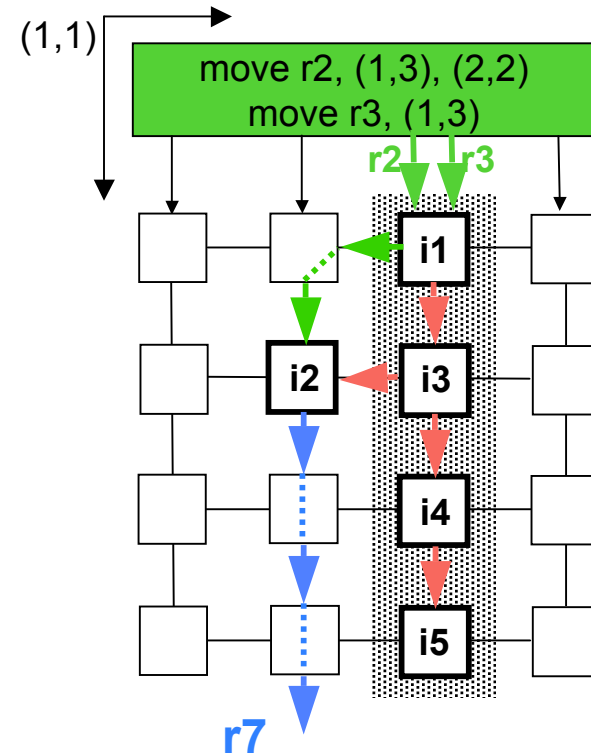 (1,1)
move r2, (1,3), (2,2)
move r3, (1,3)
r2 r3
i1
i2 i3
i4
i5
r7